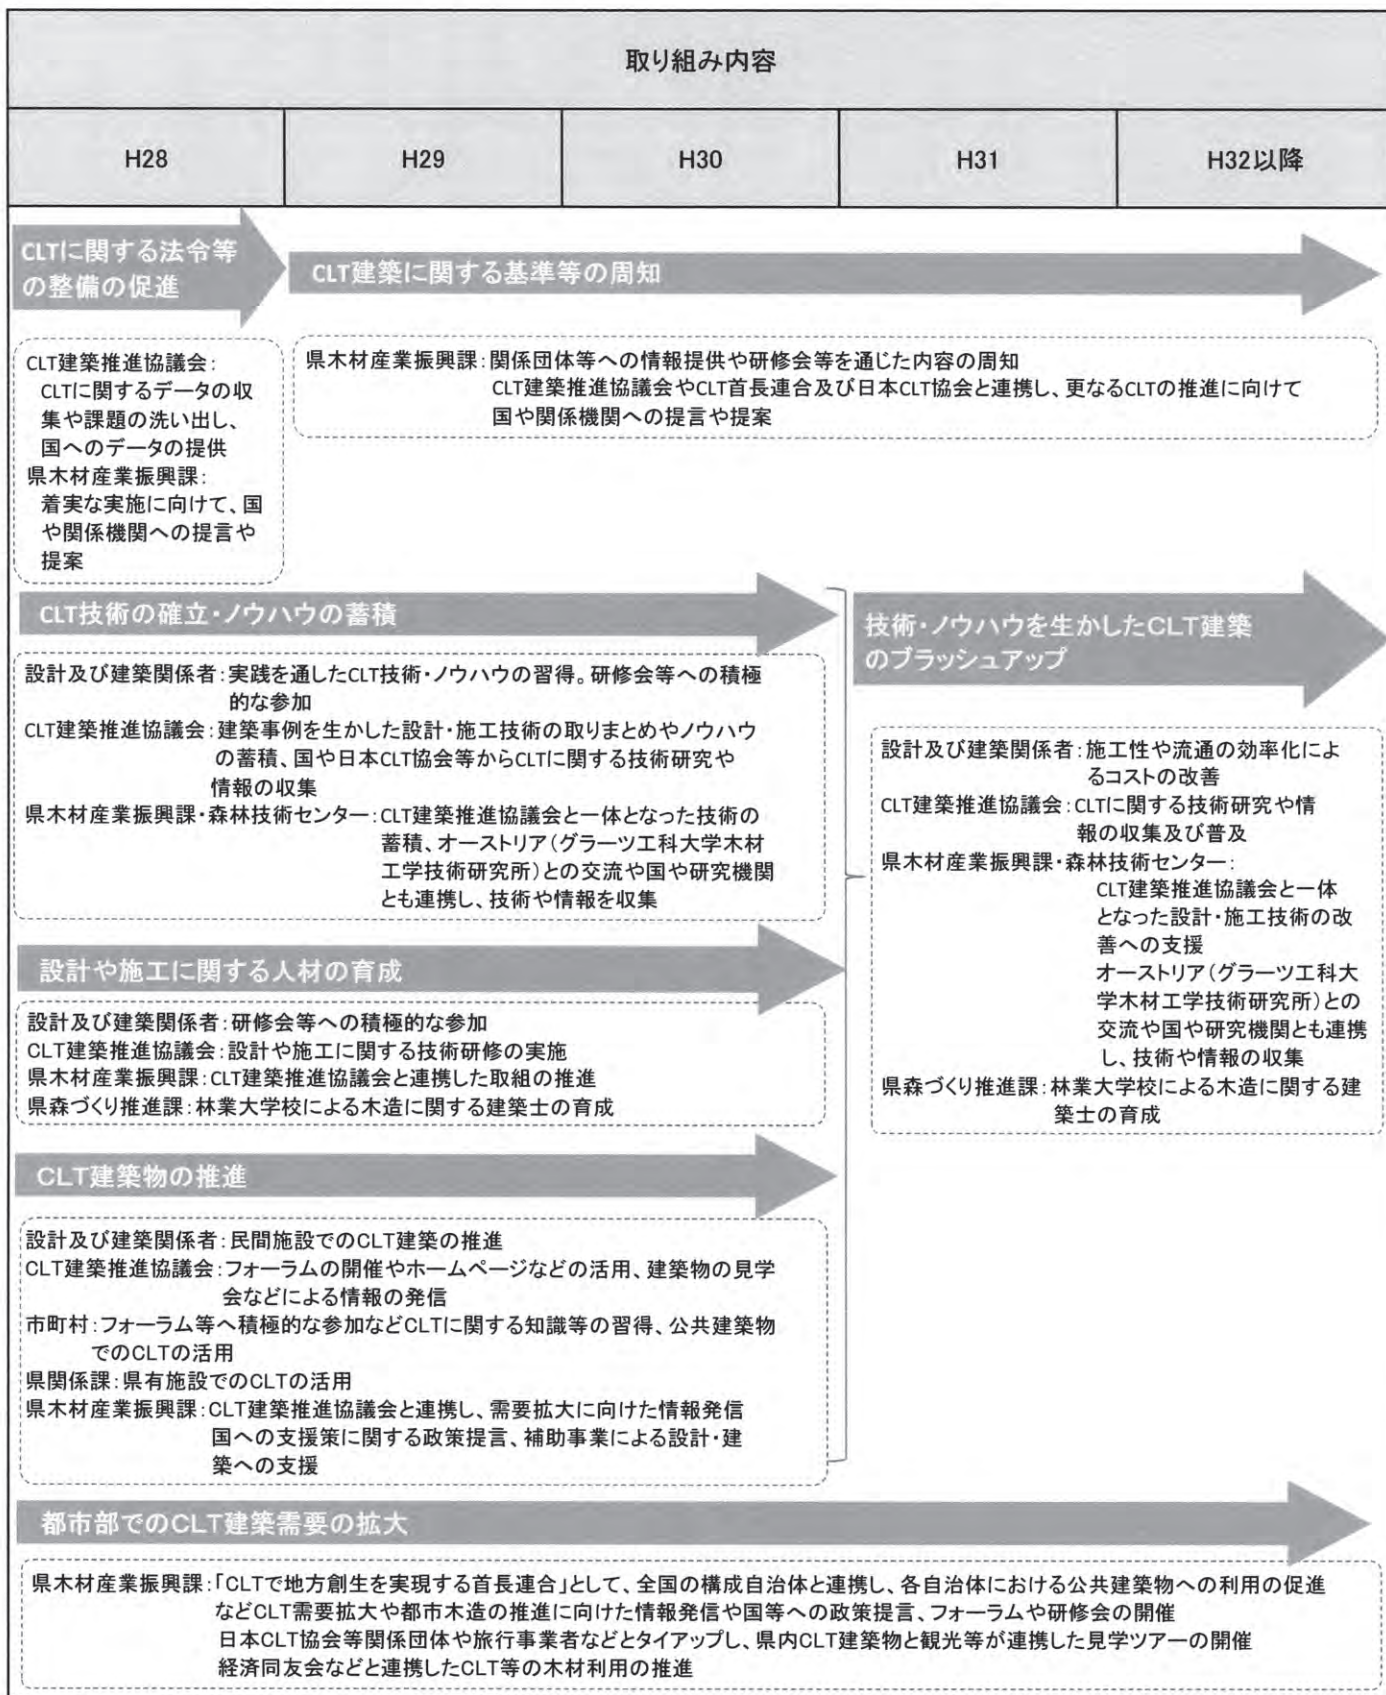 取り組み内容
H28
H29
H30
H31
H32以降
CLTに関する法令等
の整備の促進
CLT建築に関する基準等の周知
CLT建築推進協議会：
CLTに関するデータの収
集や課題の洗い出し、
国へのデータの提供
県木材産業振興課：
着実な実施に向けて、国
や関係機関への提言や
提案
県木材産業振興課：関係団体等への情報提供や研修会等を通じた内容の周知
CLT建築推進協議会やCLT首長連合及び日本CLT協会と連携し、更なるCLTの推進に向けて
国や関係機関への提言や提案
CLT技術の確立・ノウハウの蓄積
設計及び建築関係者：実践を通したCLT技術・ノウハウの習得。研修会等への積極
的な参加
CLT建築推進協議会：建築事例を生かした設計・施工技術の取りまとめやノウハウ
の蓄積、国や日本CLT協会等からCLTに関する技術研究や
情報の収集
県木材産業振興課・森林技術センター：CLT建築推進協議会と一体となった技術の
蓄積、オーストリア（グラーツ工科大学木材
工学技術研究所）との交流や国や研究機関
とも連携し、技術や情報を収集
設計や施工に関する人材の育成
設計及び建築関係者：研修会等への積極的な参加
CLT建築推進協議会：設計や施工に関する技術研修の実施
県木材産業振興課：CLT建築推進協議会と連携した取組の推進
県森づくり推進課：林業大学校による木造に関する建築士の育成
CLT建築物の推進
設計及び建築関係者：民間施設でのCLT建築の推進
CLT建築推進協議会：フォーラムの開催やホームページなどの活用、建築物の見学
会などによる情報の発信
市町村：フォーラム等へ積極的な参加などCLTに関する知識等の習得、公共建築物
でのCLTの活用
県関係課：県有施設でのCLTの活用
県木材産業振興課：CLT建築推進協議会と連携し、需要拡大に向けた情報発信
国への支援策に関する政策提言、補助事業による設計・建
築への支援
技術・ノウハウを生かしたCLT建築
のブラッシュアップ
設計及び建築関係者：施工性や流通の効率化によ
るコストの改善
CLT建築推進協議会：CLTに関する技術研究や情
報の収集及び普及
県木材産業振興課・森林技術センター：
CLT建築推進協議会と一体
となった設計・施工技術の改
善への支援
オーストリア（グラーツ工科大
学木材工学技術研究所）との
交流や国や研究機関とも連携
し、技術や情報の収集
県森づくり推進課：林業大学校による木造に関する建
築士の育成
都市部でのCLT建築需要の拡大
県木材産業振興課：「CLTで地方創生を実現する首長連合」として、全国の構成自治体と連携し、各自治体における公共建築物への利用の促進
などCLT需要拡大や都市木造の推進に向けた情報発信や国等への政策提言、フォーラムや研修会の開催
日本CLT協会等関係団体や旅行事業者などとタイアップし、県内CLT建築物と観光等が連携した見学ツアーの開催
経済同友会などと連携したCLT等の木材利用の推進